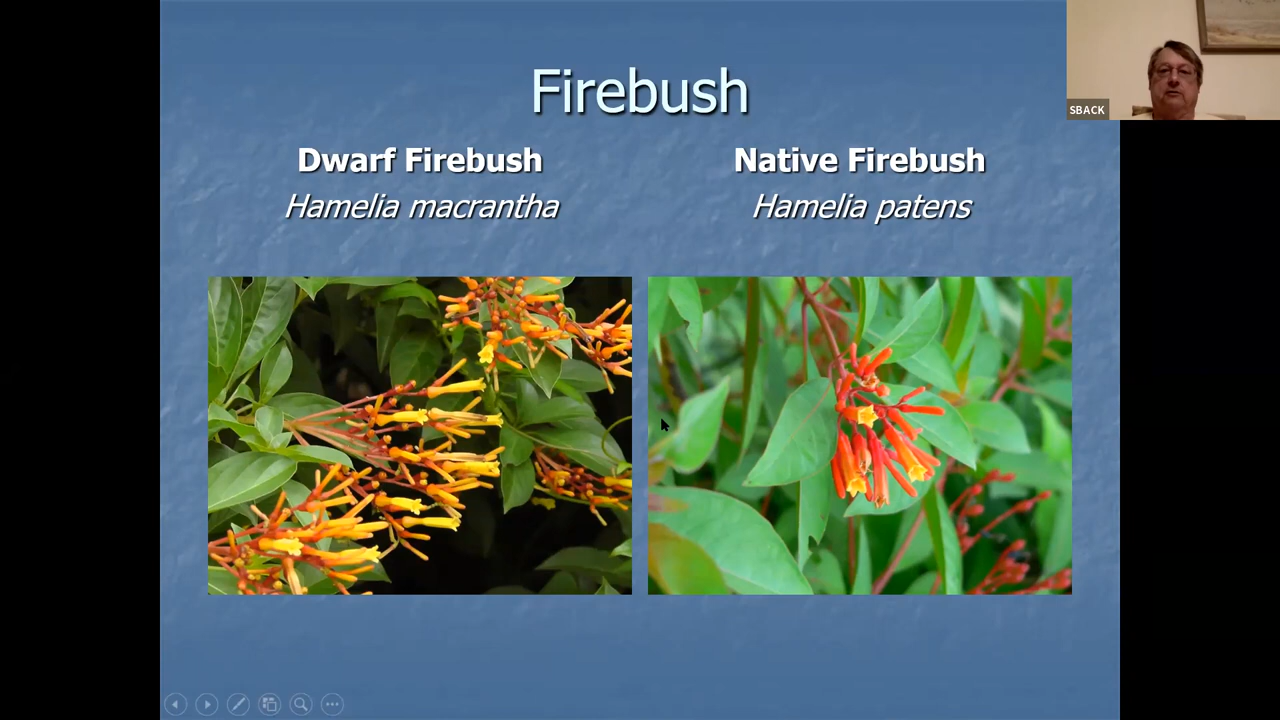 Firebush
SBACK
Dwarf Firebush
Hamelia macrantha
Native Firebush
Hamelia patens